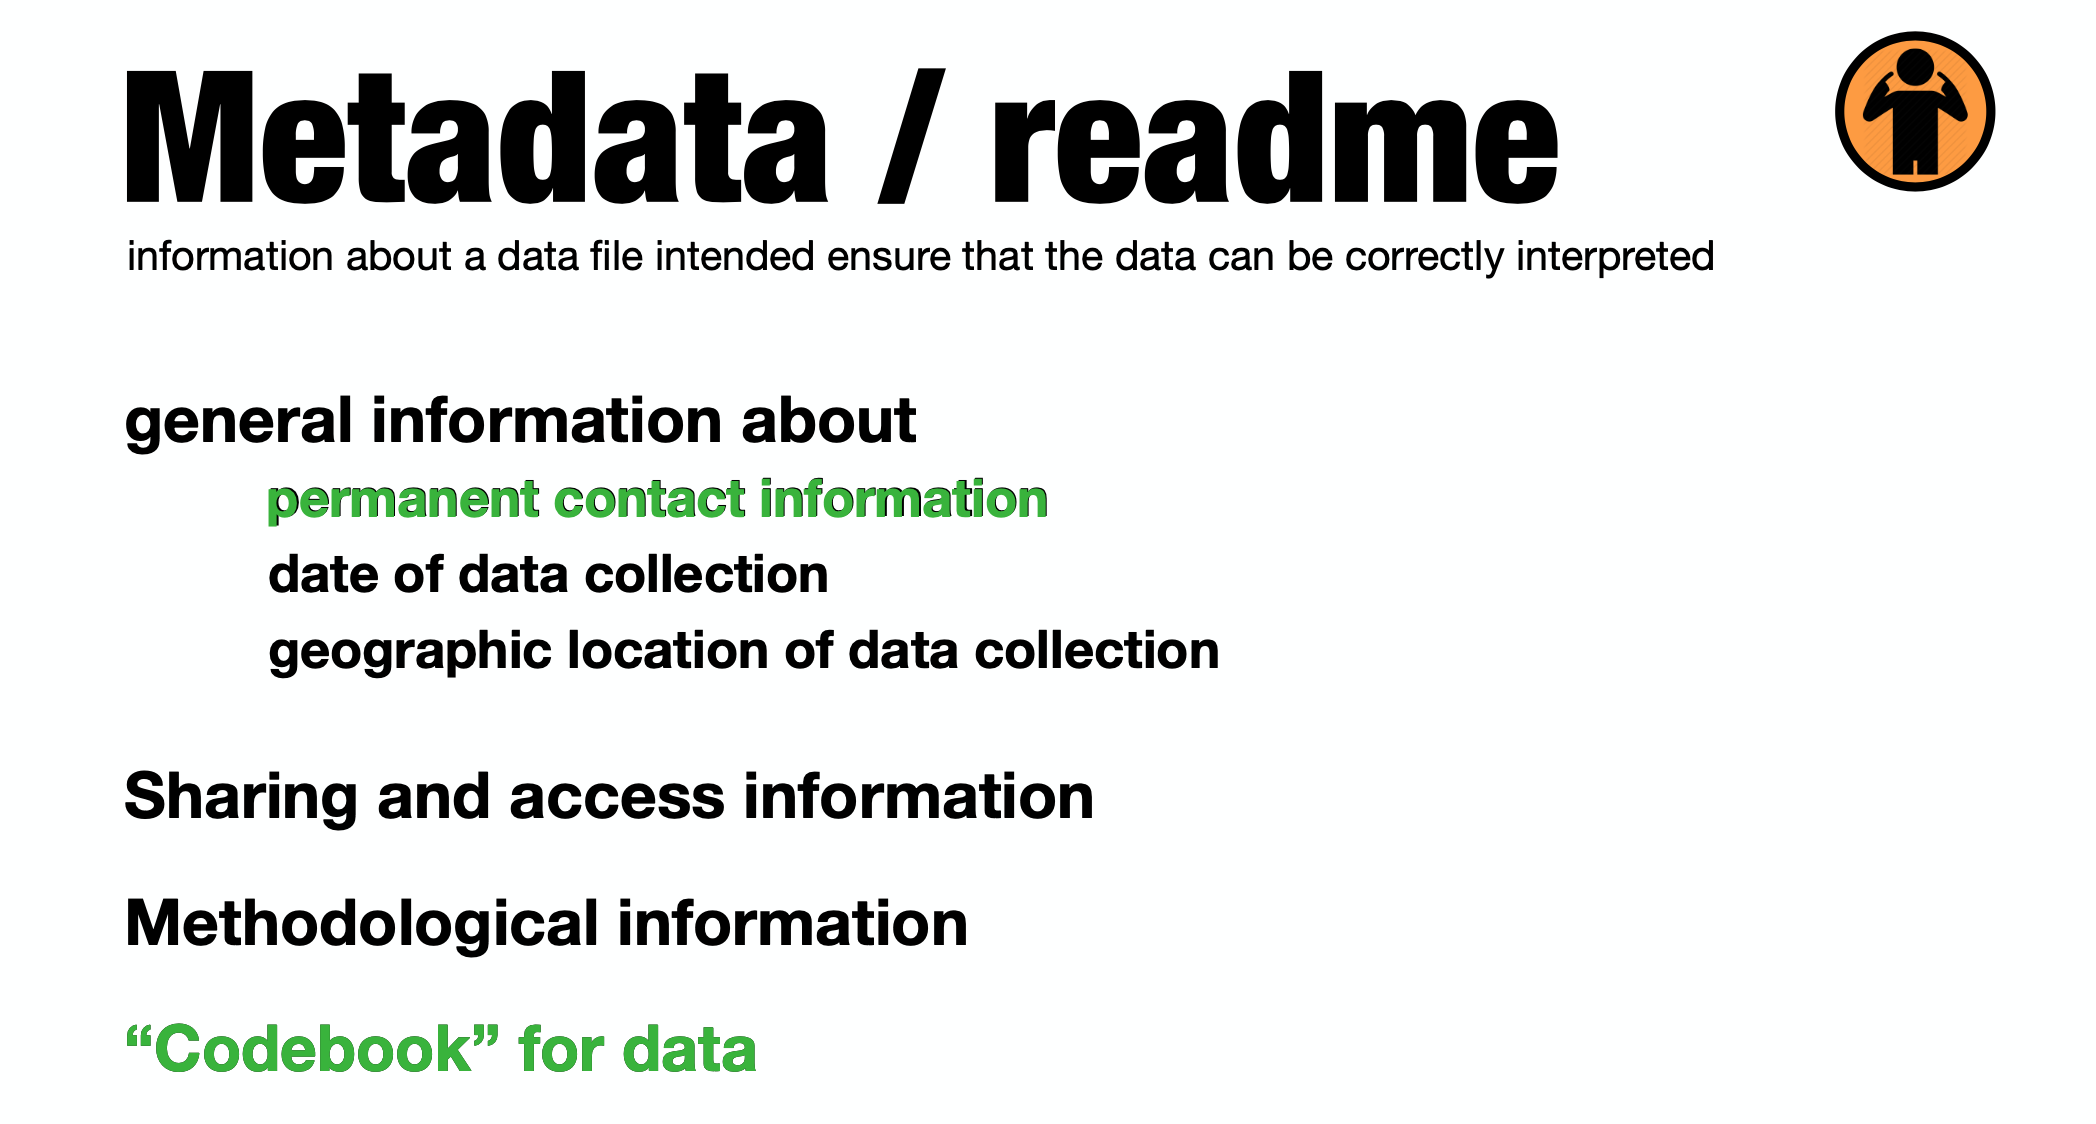 Metadata / readme
information about a data file intended ensure that the data can be correctly interpreted
general information about
permanent contact information
date of data collection
geographic location of data collection
Sharing and access information
Methodological information
“Codebook” for data